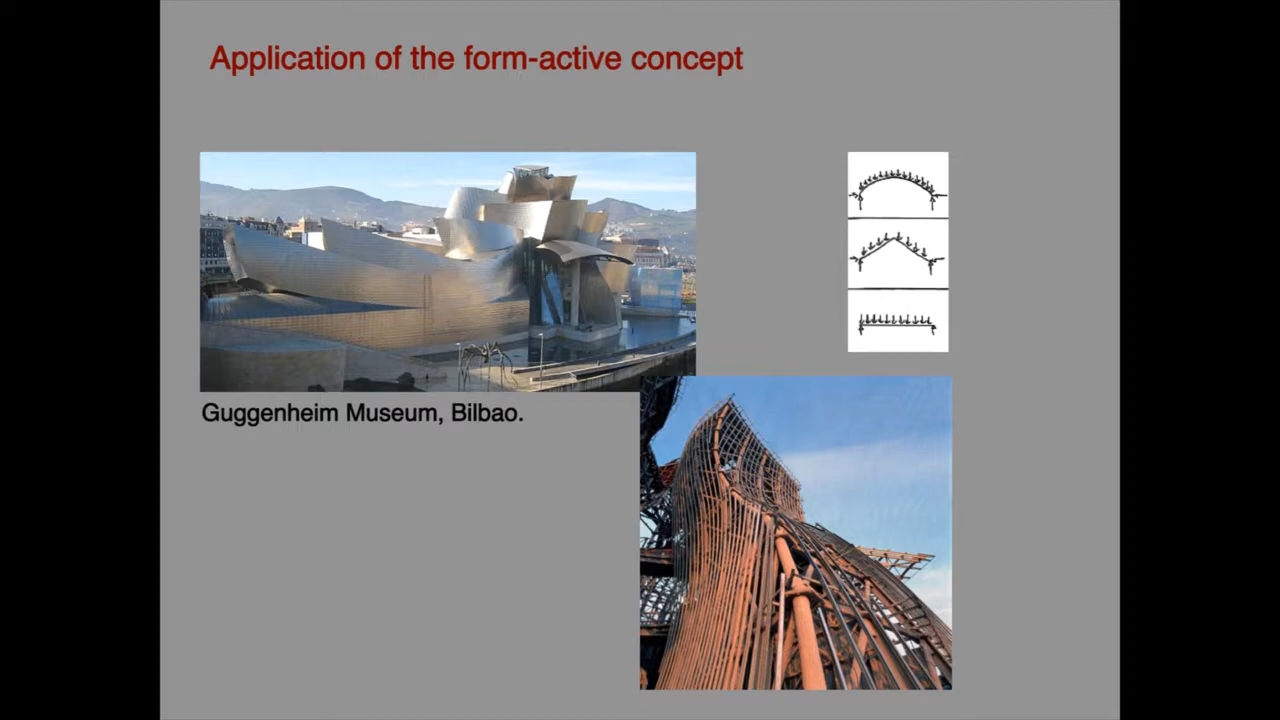 Application of the form-active concept
Guggenheim Museum, Bilbao.